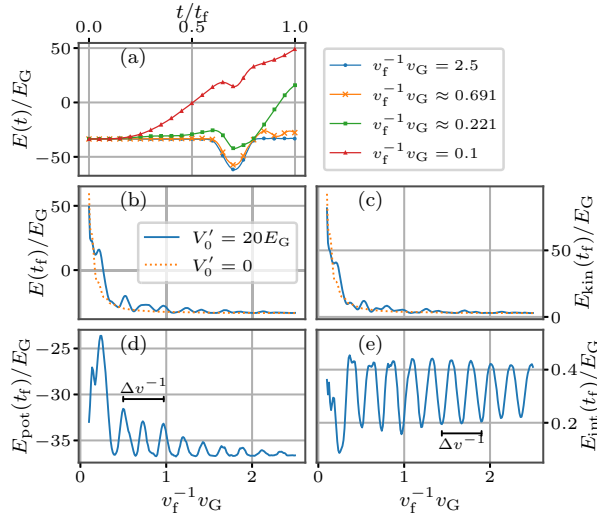 t/t_f
0.0 0.5 1.0
E(t)/E_G
50
0
−50
(a)
v_f^{-1}v_G = 2.5
v_f^{-1}v_G ≈ 0.691
v_f^{-1}v_G ≈ 0.221
v_f^{-1}v_G = 0.1
E(t_f)/E_G
50
0
(b)
V_0' = 20E_G
V_0' = 0
(c)
50
0
E_kin(t_f)/E_G
E_pot(t_f)/E_G
−25
−30
−35
(d)
Δv^{-1}
0 1 2
v_f^{-1}v_G
(e)
Δv^{-1}
0.4
0.2
E_int(t_f)/E_G
0 1 2
v_f^{-1}v_G